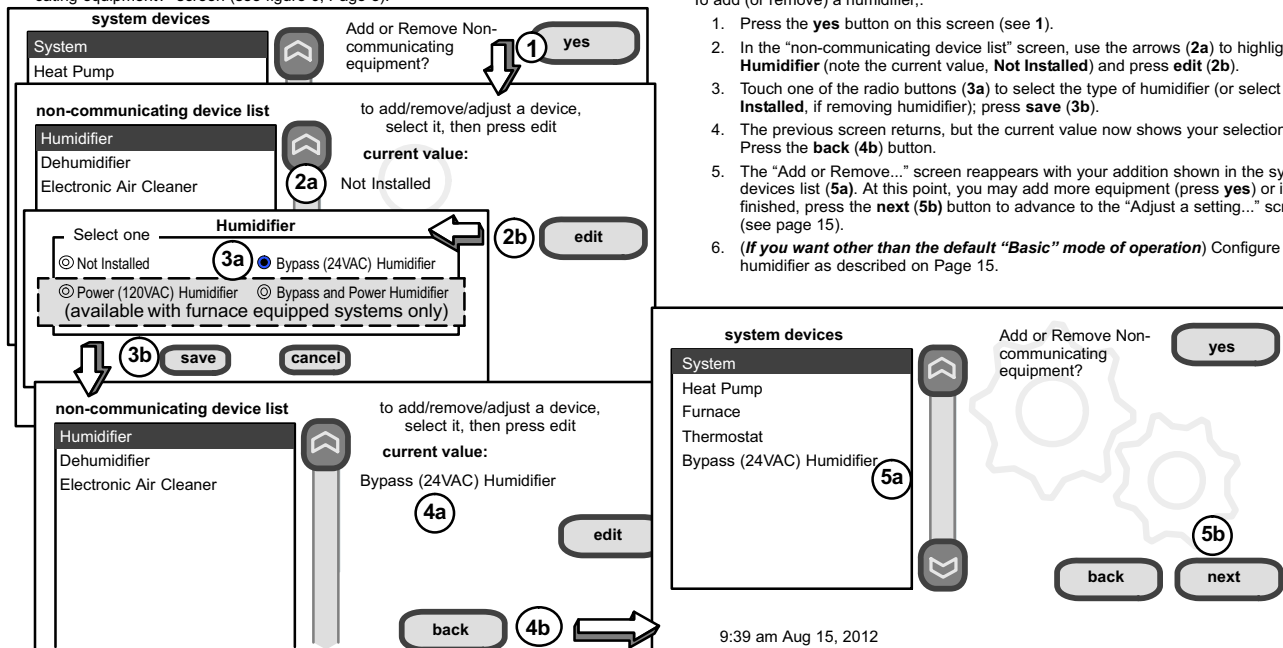 cating equipment?" screen (see figure
system devices
System
Heat Pump
Add or Remove Non-
communicating
equipment?
1
yes
non-communicating device list
Humidifier
Dehumidifier
Electronic Air Cleaner
2a
to add/remove/adjust a device,
select it, then press edit
current value:
Not Installed
2b
edit
Humidifier
Select one
Not Installed
3a
Bypass (24VAC) Humidifier
Power (120VAC) Humidifier
Bypass and Power Humidifier
(available with furnace equipped systems only)
3b
save
cancel
non-communicating device list
Humidifier
Dehumidifier
Electronic Air Cleaner
to add/remove/adjust a device,
select it, then press edit
current value:
Bypass (24VAC) Humidifier
4a
edit
back
4b
To add (or remove) a humidifier,:
1. Press the yes button on this screen (see 1).
2. In the “non-communicating device list” screen, use the arrows (2a) to
Humidifier (note the current value, Not Installed) and press edit (2b).
3. Touch one of the radio buttons (3a) to select the type of humidifier (or select
Installed, if removing humidifier); press save (3b).
4. The previous screen returns, but the current value now shows your selection
Press the back (4b) button.
5. The “Add or Remove...” screen reappears with your addition shown in the
devices list (5a). At this point, you may add more equipment (press yes) or
finished, press the next (5b) button to advance to the “Adjust a setting...”
(see page 15).
6. (If you want other than the default “Basic” mode of operation) Configure
humidifier as described on Page 15.
system devices
System
Heat Pump
Furnace
Thermostat
Bypass (24VAC) Humidifier
5a
Add or Remove Non-
communicating
equipment?
yes
5b
back
next
9:39 am Aug 15, 2012